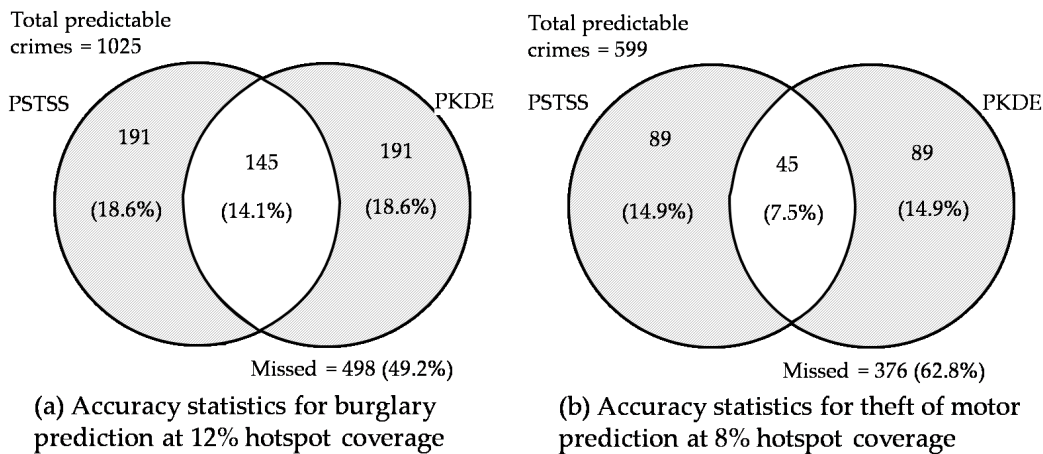 Total predictable
crimes = 1025
PSTSS
PKDE
191
145
191
(18.6%)
(14.1%)
(18.6%)
Missed = 498 (49.2%)
(a) Accuracy statistics for burglary
prediction at 12% hotspot coverage
Total predictable
crimes = 599
PSTSS
PKDE
89
45
89
(14.9%)
(7.5%)
(14.9%)
Missed = 376 (62.8%)
(b) Accuracy statistics for theft of motor
prediction at 8% hotspot coverage